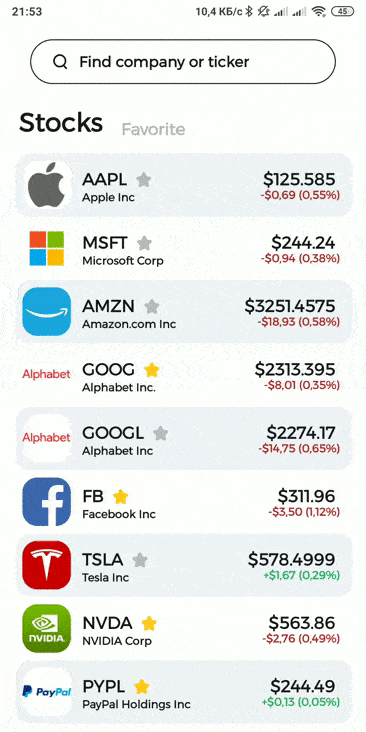 21:53 10,4 КБ/с 45
Find company or ticker
Stocks Favorite
AAPL $125.585
Apple Inc -$0,69 (0,55%)
MSFT $244.24
Microsoft Corp -$0,94 (0,38%)
AMZN $3251.4575
Amazon.com Inc -$18,93 (0,58%)
Alphabet GOOG $2313.395
Alphabet Inc. -$8,01 (0,35%)
Alphabet GOOGL $2274.17
Alphabet Inc -$14,75 (0,65%)
FB $311.96
Facebook Inc -$3,50 (1,12%)
TSLA $578.4999
Tesla Inc +$1,67 (0,29%)
NVIDIA. NVDA $563.86
NVIDIA Corp -$2,76 (0,49%)
PayPal PYPL $244.49
PayPal Holdings Inc +$0,13 (0,05%)